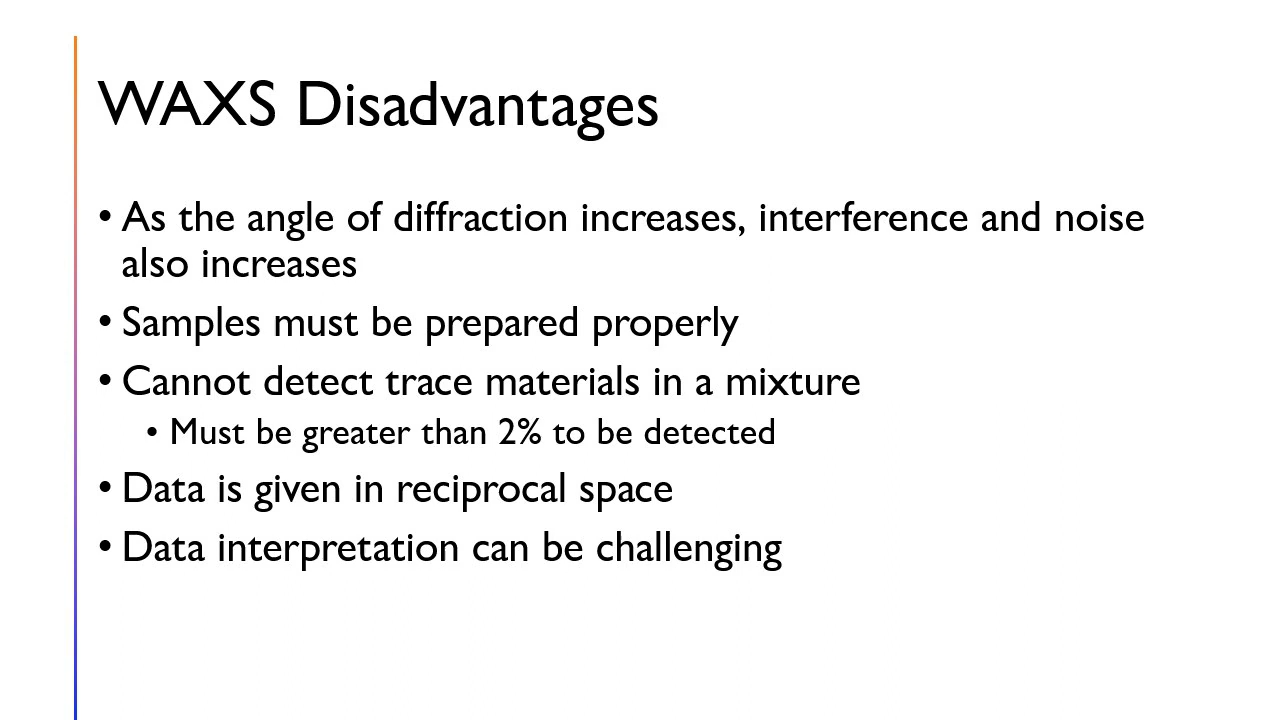 WAXS Disadvantages
• As the angle of diffraction increases, interference and noise
also increases
• Samples must be prepared properly
• Cannot detect trace materials in a mixture
• Must be greater than 2% to be detected
• Data is given in reciprocal space
• Data interpretation can be challenging